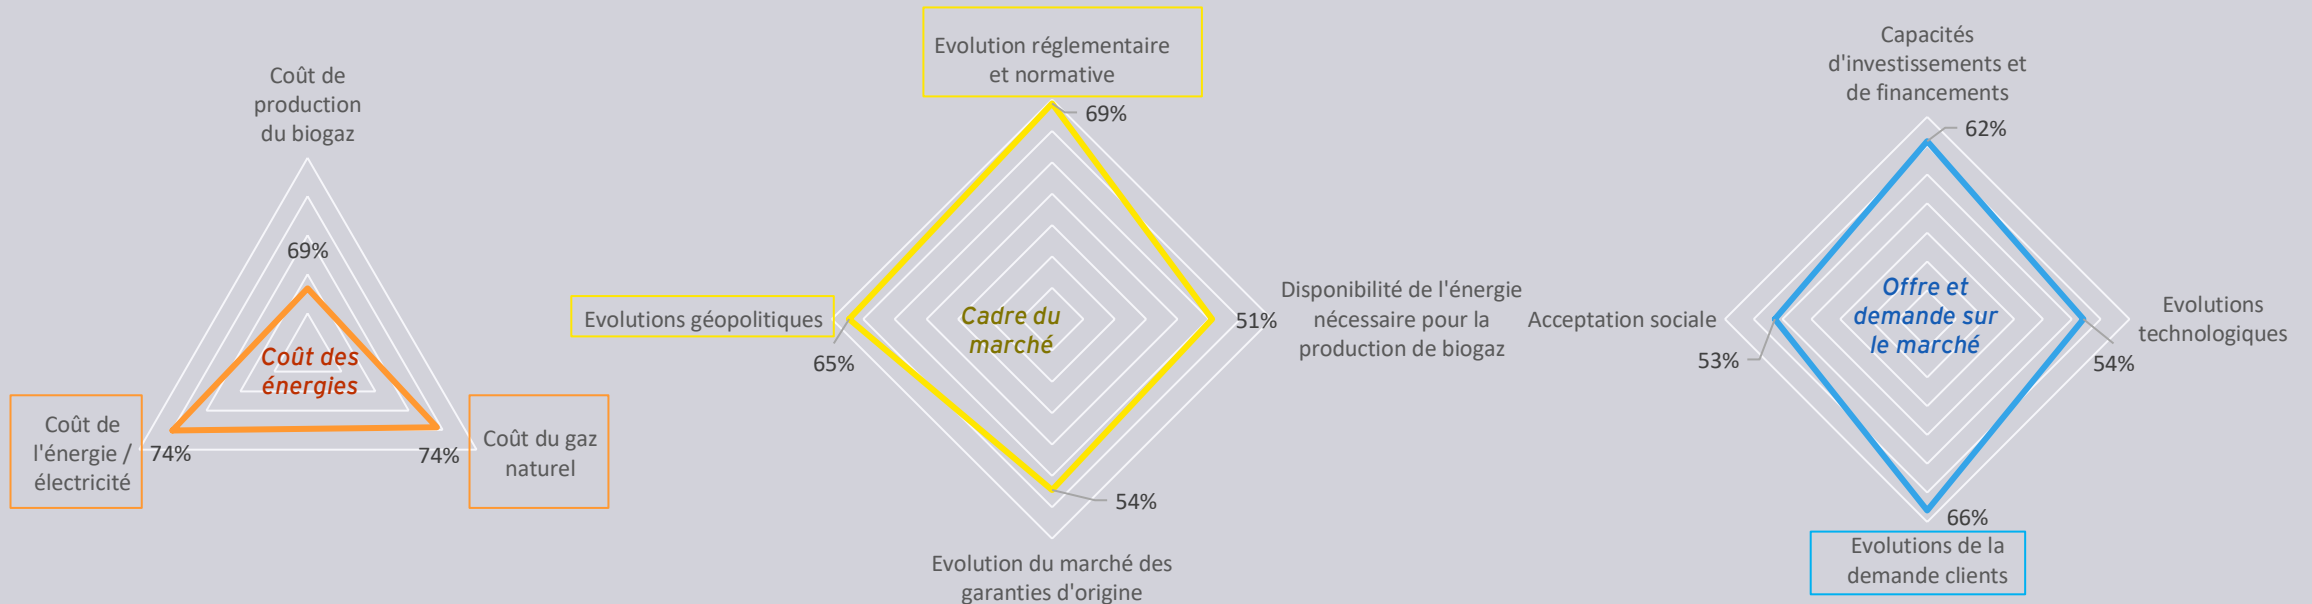 Coût de
production
du biogaz
69%
Coût des
énergies
Coût de
l'énergie /
électricité
74%
74%
Coût du gaz
naturel
Evolution réglementaire
et normative
69%
Evolutions géopolitiques
65%
Cadre du
marché
Disponibilité de l'énergie
nécessaire pour la
production de biogaz
51%
54%
Evolution du marché des
garanties d'origine
Capacités
d'investissements et
de financements
62%
Acceptation sociale
53%
Offre et
demande sur
le marché
Evolutions
technologiques
54%
66%
Evolutions de la
demande clients